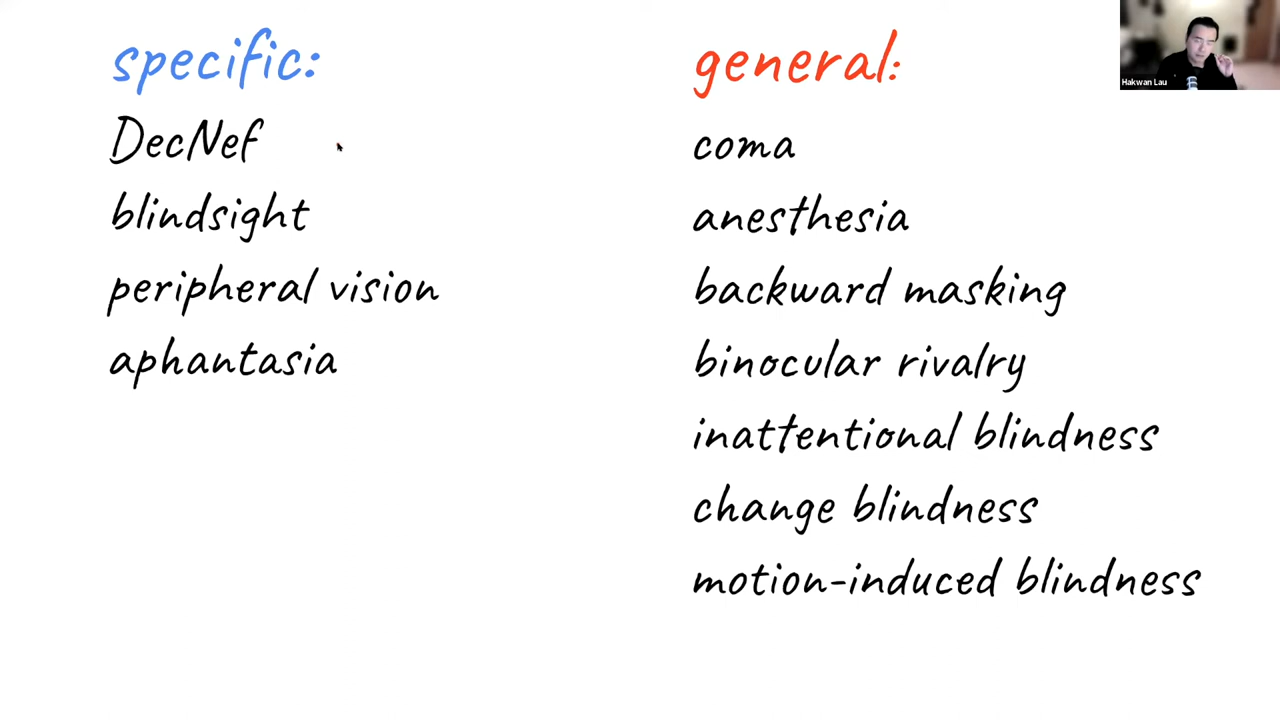 specific:
DecNef
blindsight
peripheral vision
aphantasia
general:
coma
anesthesia
backward masking
binocular rivalry
inattentional blindness
change blindness
motion-induced blindness
Hakwan Lau